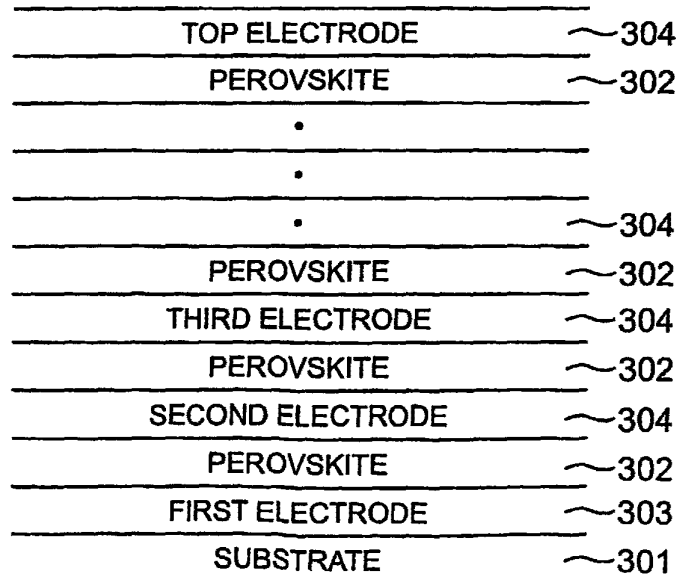 TOP ELECTRODE 304
PEROVSKITE 302
•
•
• 304
PEROVSKITE 302
THIRD ELECTRODE 304
PEROVSKITE 302
SECOND ELECTRODE 304
PEROVSKITE 302
FIRST ELECTRODE 303
SUBSTRATE 301